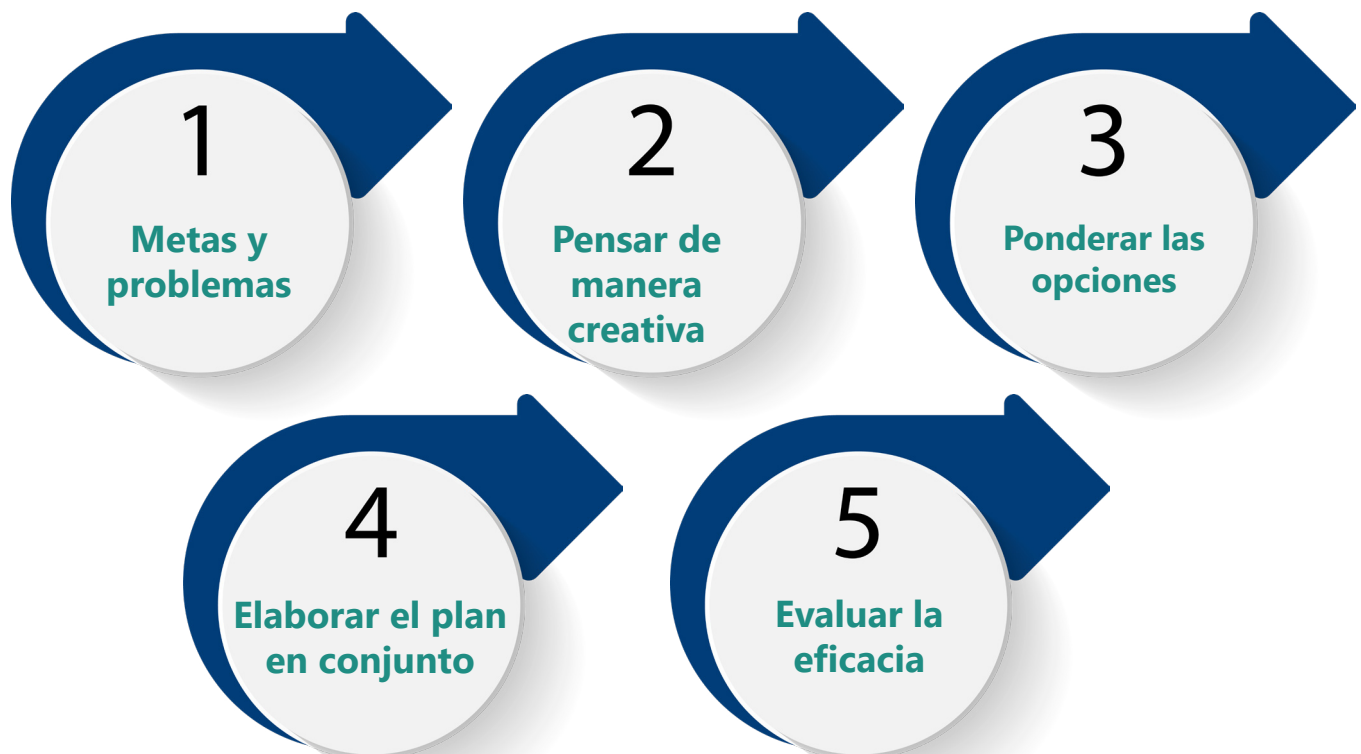 1
Metas y
problemas
2
Pensar de
manera
creativa
3
Ponderar las
opciones
4
Elaborar el plan
en conjunto
5
Evaluar la
eficacia